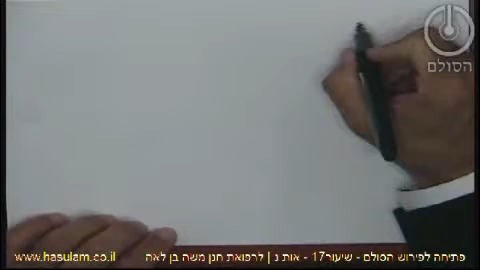 הסולם
פתיחה לפירוש הסולם - שיעור17 - אות נ | לרפואת חנן משה בן לאה www.hasulam.co.il